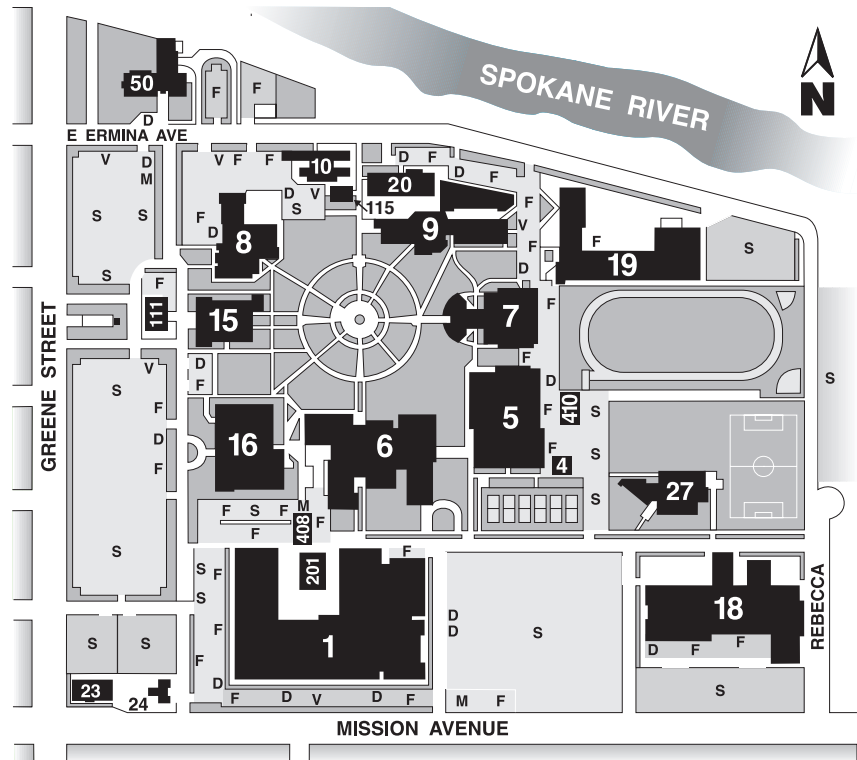 SPOKANE RIVER
N
50
F
F
D
E ERMINA AVE
V
D
M
S
S
S
V F F
10
D V
S
115
F
D
8
D F
D
F
20
9
F
V
F
D
F
19
S
GREENE STREET
F
111
15
7
F
F
S
V
S
F
D
F
S
D
F
16
6
5
D
F
F
410
4
S
S
S
27
F S F
F
M
F
408
201
F
1
S F
S
F
F
D
F D V D F
D
D
S
M F
18
D F F
S
REBECCA
S S
23
24
MISSION AVENUE